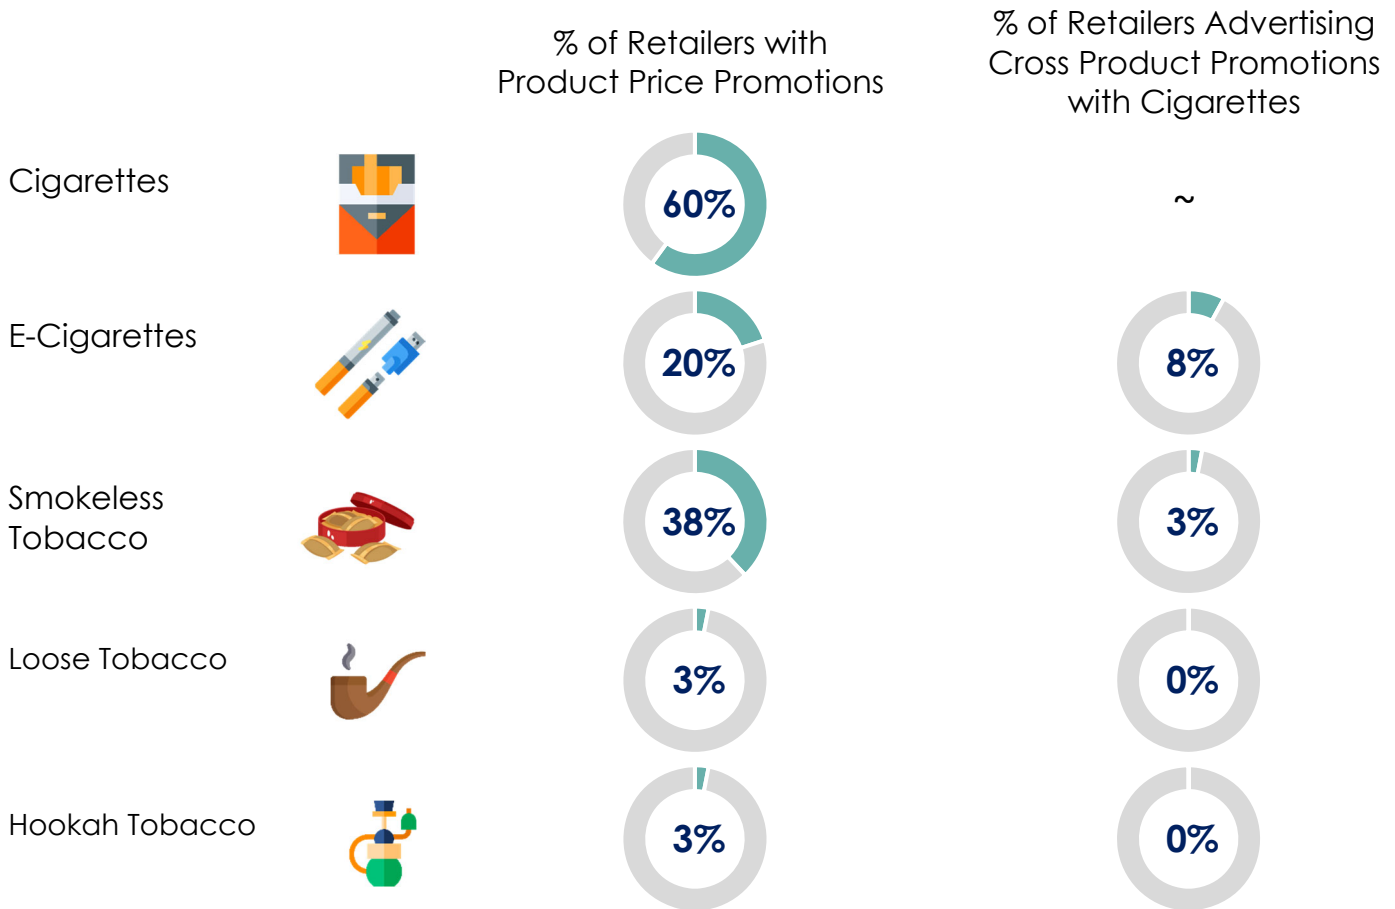 % of Retailers with
Product Price Promotions
% of Retailers Advertising
Cross Product Promotions
with Cigarettes
Cigarettes
60%
~
E-Cigarettes
20%
8%
Smokeless
Tobacco
38%
3%
Loose Tobacco
3%
0%
Hookah Tobacco
3%
0%